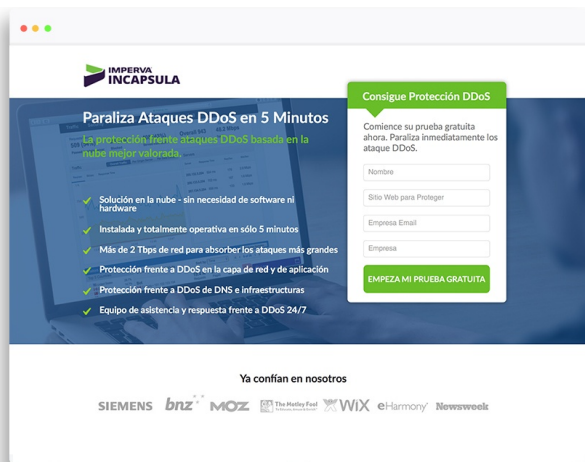 IMPERVA
INCAPSULA
Paraliza Ataques DDoS en 5 Minutos
La protección frente ataques DDoS basada en la
nube mejor valorada.
Solución en la nube - sin necesidad de software ni
hardware
Instalada y totalmente operativa en sólo 5 minutos
Más de 2 Tbps de red para absorber los ataques más grandes
Protección frente a DDoS en la capa de red y de aplicación
Protección frente a DDoS de DNS e infraestructuras
Equipo de asistencia y respuesta frente a DDoS 24/7
Consigue Protección DDoS
Comience su prueba gratuita
ahora. Paraliza inmediatamente los
ataque DDoS.
Nombre
Sitio Web para Proteger
Empresa Email
Empresa
EMPEZA MI PRUEBA GRATUITA
Ya confían en nosotros
SIEMENS bnz MOZ The Motley Fool WiX eHarmony Newsweek